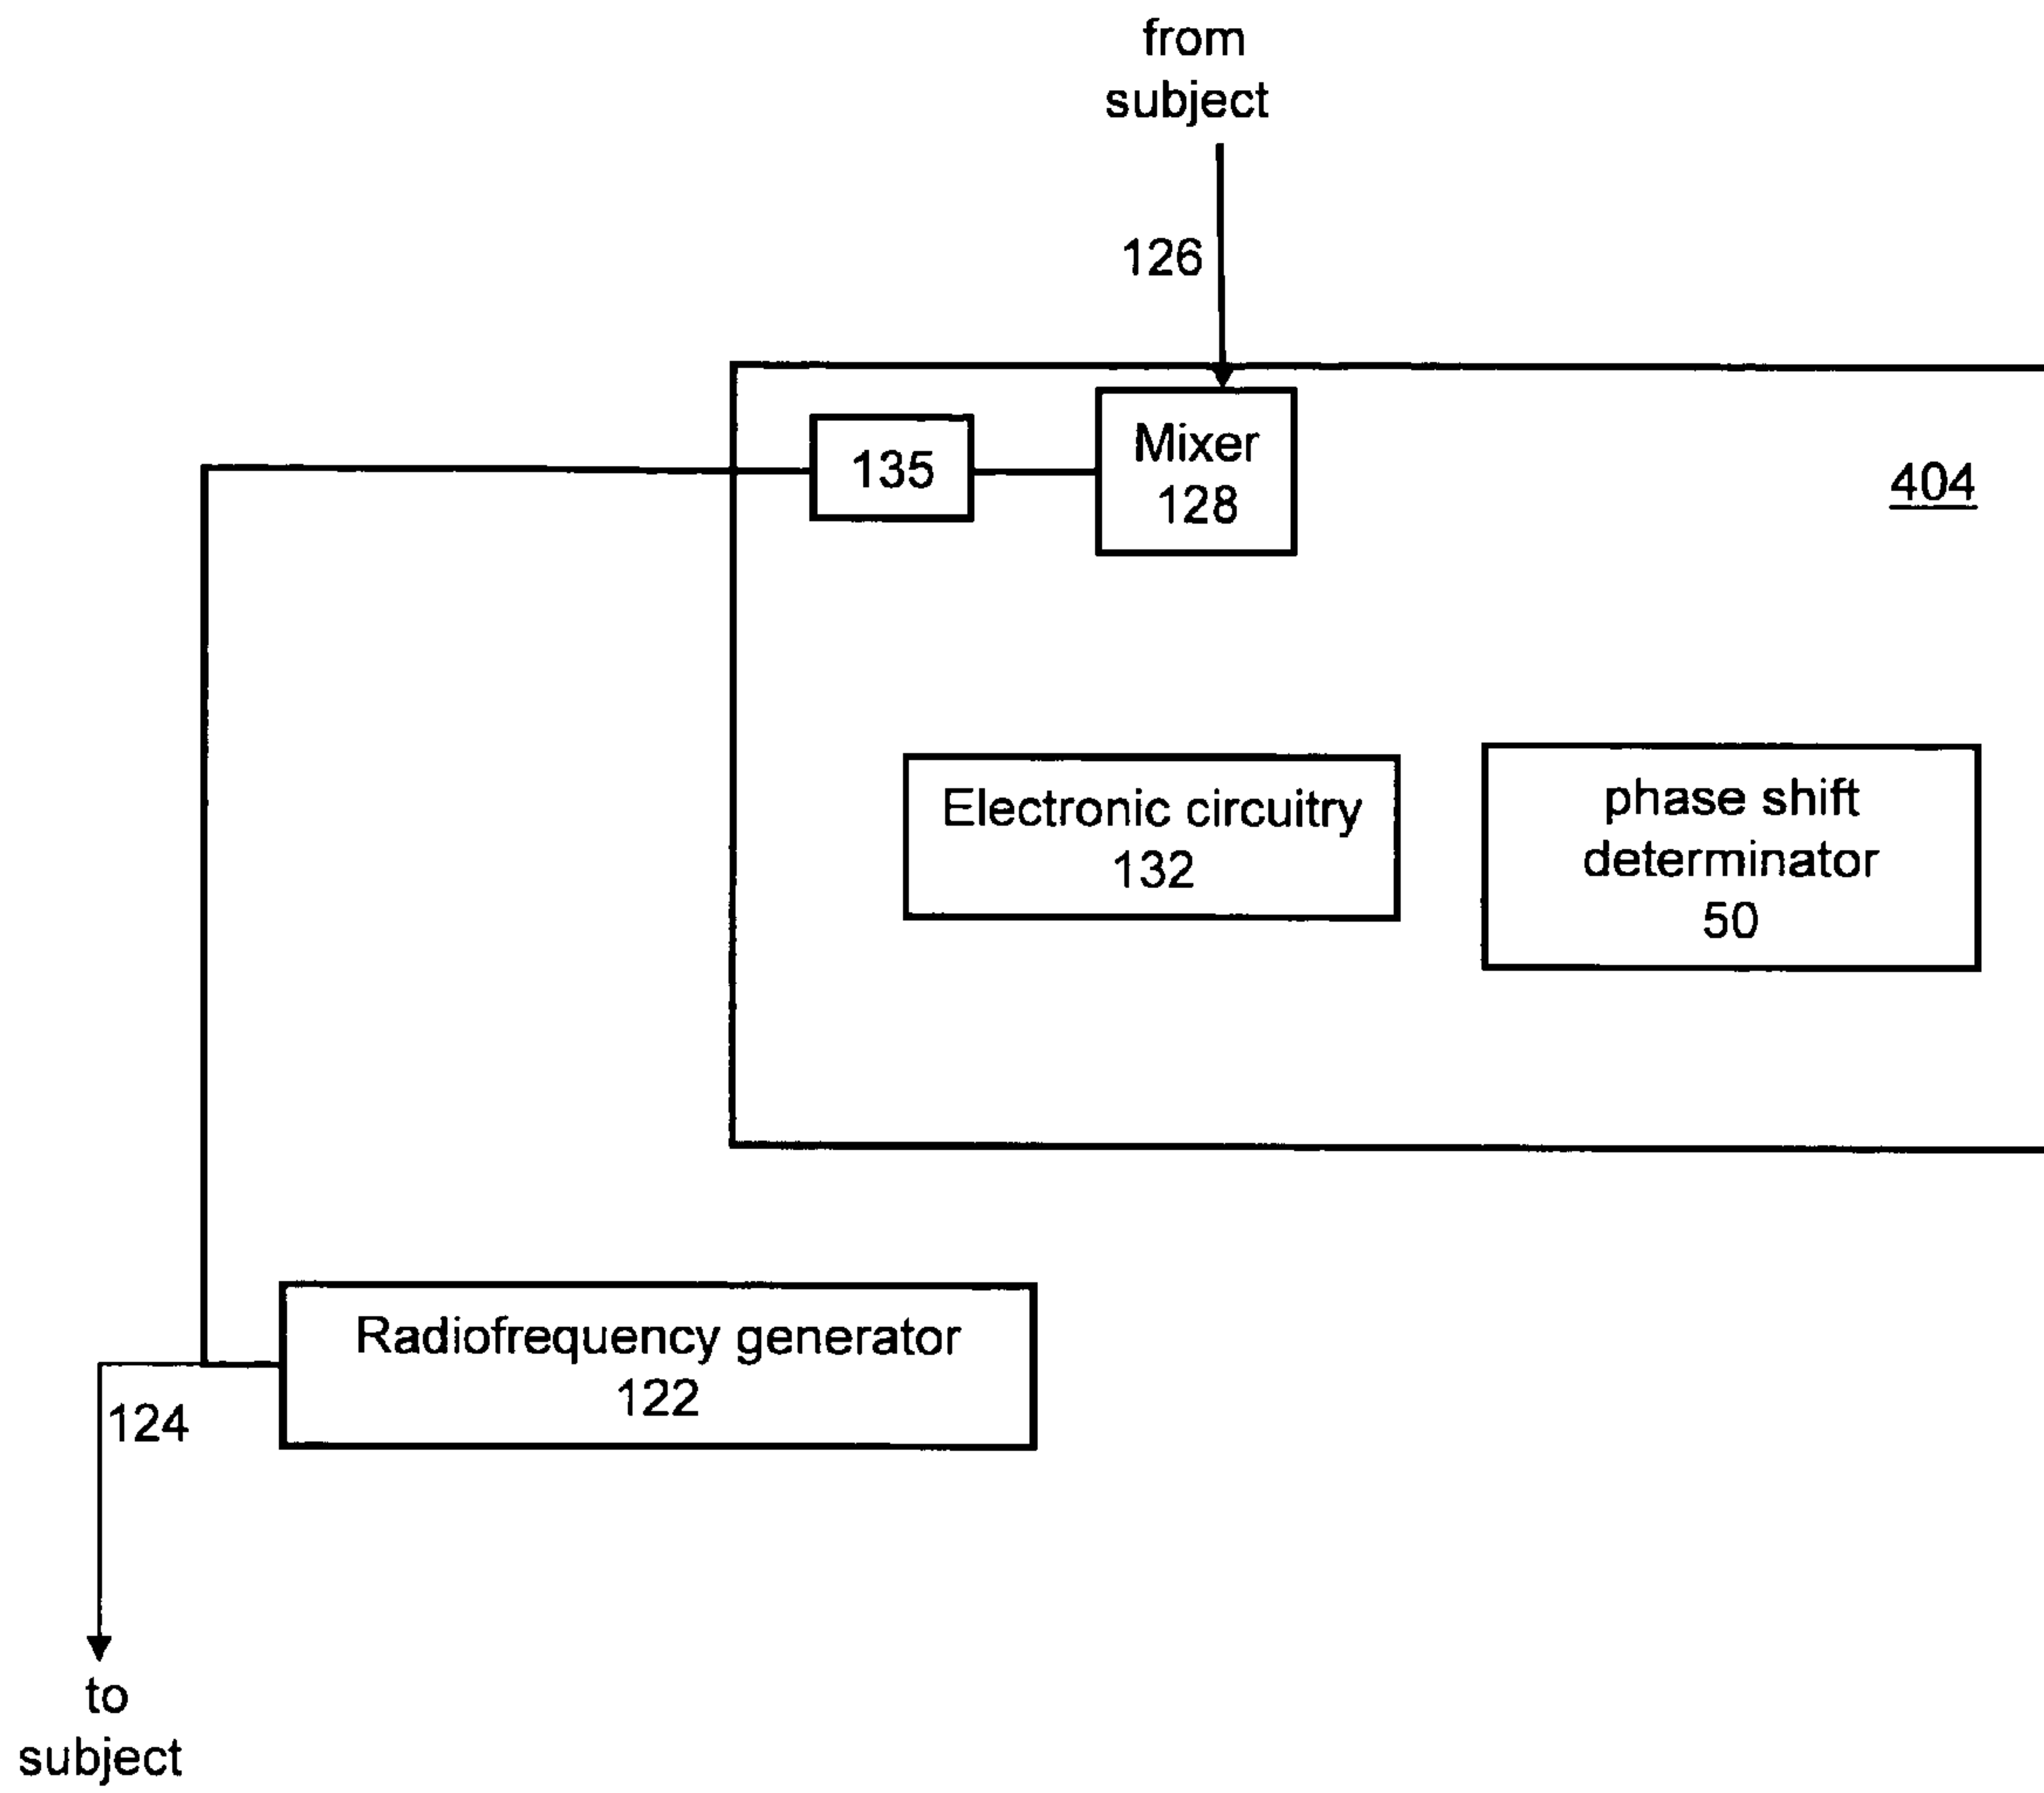 from
subject
126
135
Mixer
128
404
Electronic circuitry
132
phase shift
determinator
50
Radiofrequency generator
122
124
to
subject